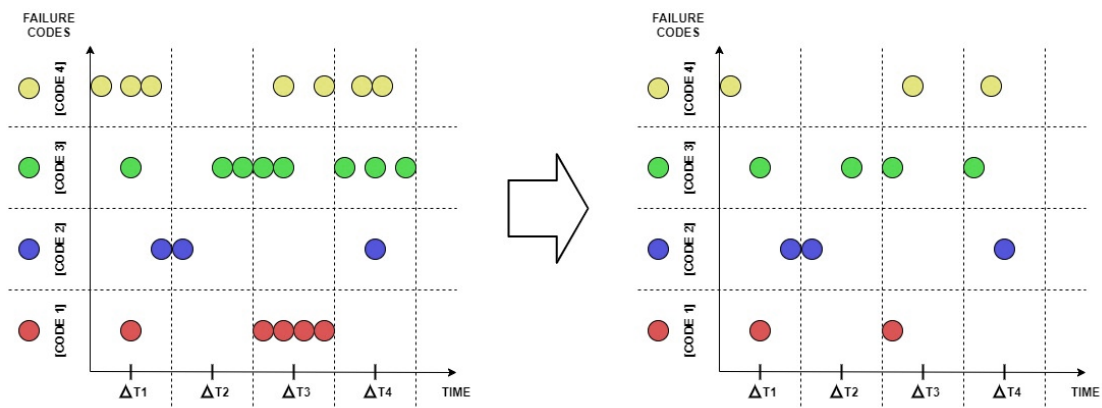 FAILURE
CODES
[CODE 4]
[CODE 3]
[CODE 2]
[CODE 1]
ΔT1
ΔT2
ΔT3
ΔT4
TIME
FAILURE
CODES
[CODE 4]
[CODE 3]
[CODE 2]
[CODE 1]
ΔT1
ΔT2
ΔT3
ΔT4
TIME